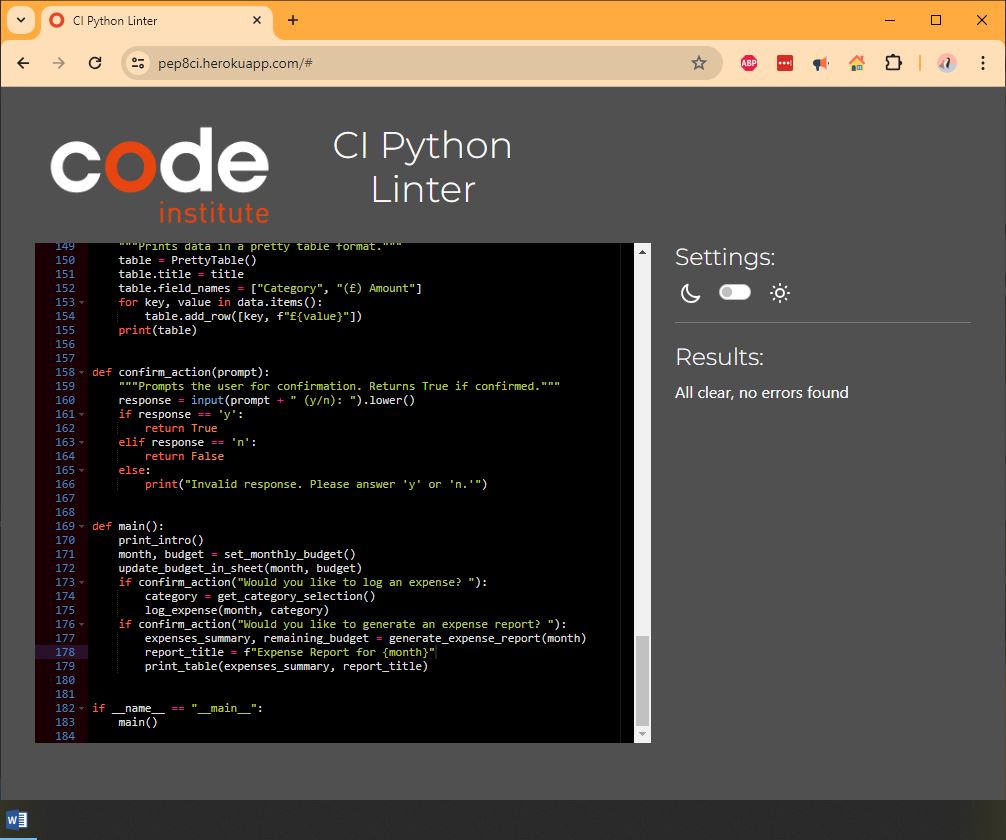 CI Python Linter
pep8ci.herokuapp.com/#
ABP
code
institute
CI Python
Linter
149 """Prints data in a pretty table format."""
150 table = PrettyTable()
151 table.title = title
152 table.field_names = ["Category", "(£) Amount"]
153 for key, value in data.items():
154 table.add_row([key, f"£{value}"])
155 print(table)
156
157
158 def confirm_action(prompt):
159 """Prompts the user for confirmation. Returns True if confirmed."""
160 response = input(prompt + " (y/n): ").lower()
161 if response == 'y':
162 return True
163 elif response == 'n':
164 return False
165 else:
166 print("Invalid response. Please answer 'y' or 'n.'")
167
168
169 def main():
170 print_intro()
171 month, budget = set_monthly_budget()
172 update_budget_in_sheet(month, budget)
173 if confirm_action("Would you like to log an expense? "):
174 category = get_category_selection()
175 log_expense(month, category)
176 if confirm_action("Would you like to generate an expense report? "):
177 expenses_summary, remaining_budget = generate_expense_report(month)
178 report_title = f"Expense Report for {month}"
179 print_table(expenses_summary, report_title)
180
181
182 if __name__ == "__main__":
183 main()
184
Settings:
Results:
All clear, no errors found
W